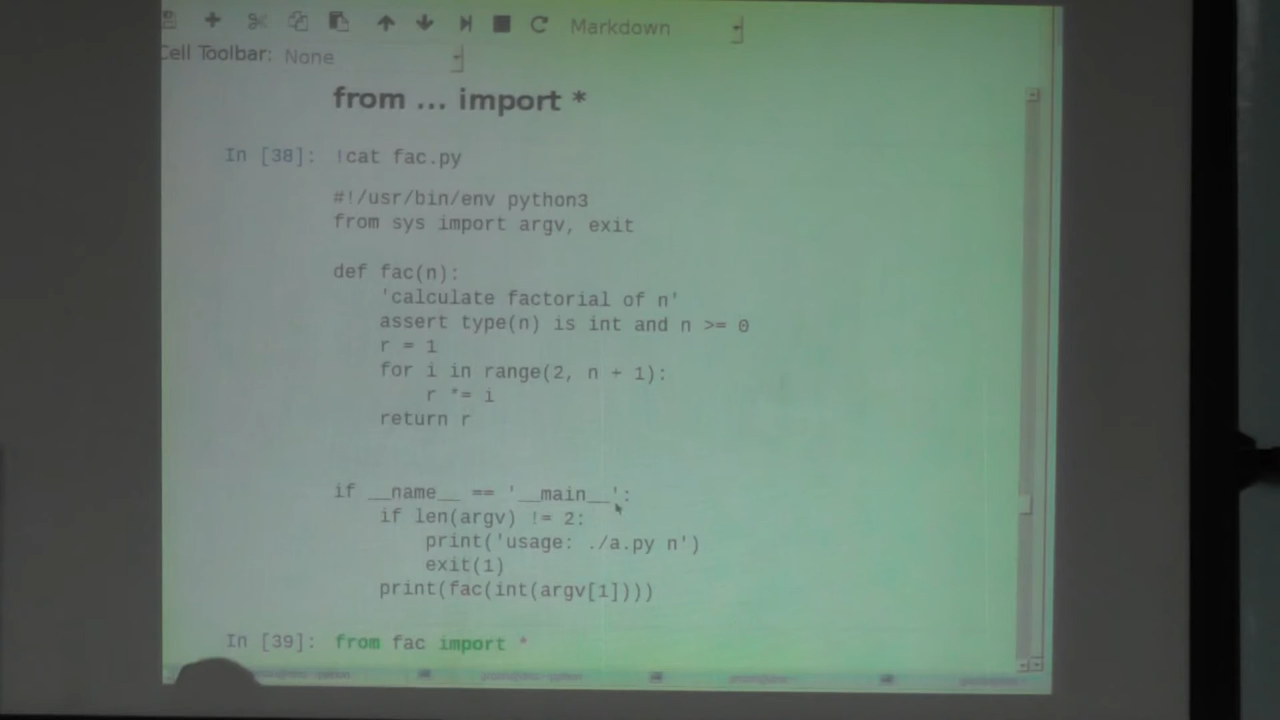 Markdown
Cell Toolbar: None
from ... import *
In [38]: !cat fac.py
#!/usr/bin/env python3
from sys import argv, exit
def fac(n):
'calculate factorial of n'
assert type(n) is int and n >= 0
r = 1
for i in range(2, n + 1):
r *= i
return r
if __name__ == '__main__':
if len(argv) != 2:
print('usage: ./a.py n')
exit(1)
print(fac(int(argv[1])))
In [39]: from fac import *